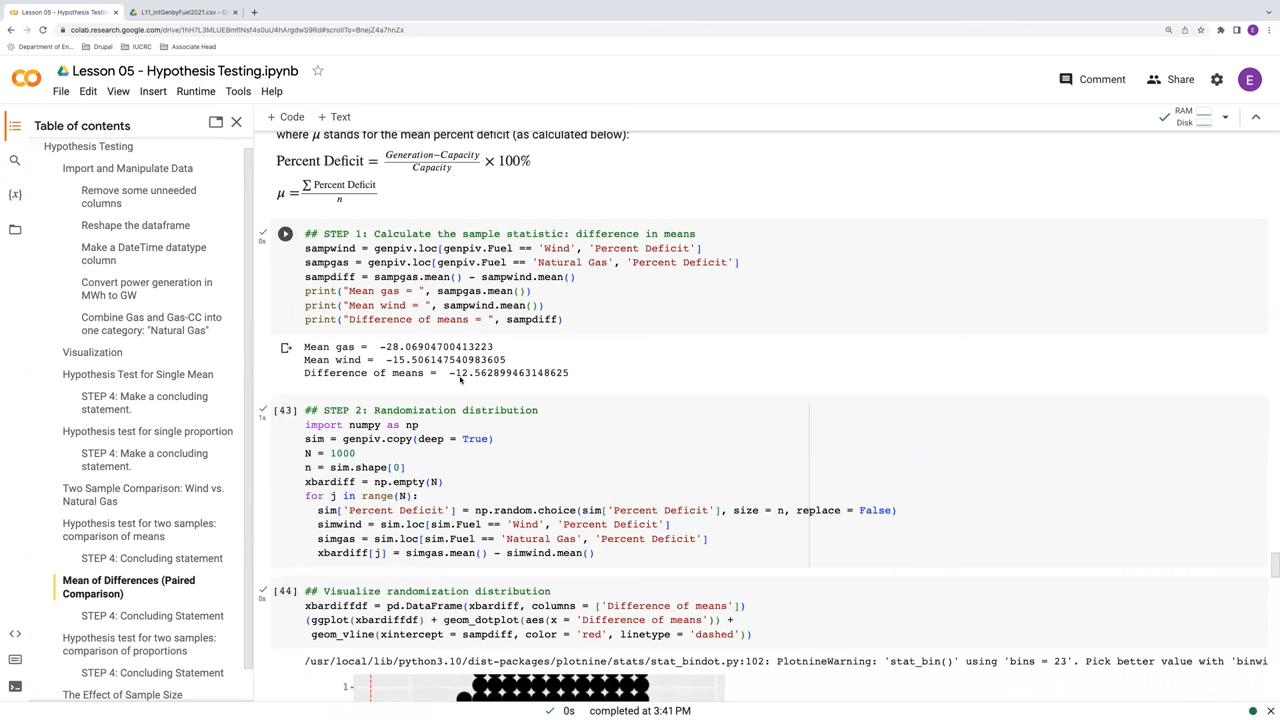 Lesson 05 - Hypothesis Testing
L11_intGenbyFuel2021.csv - G
colab.research.google.com/drive/1hH7L3MLUEBmflNsf4s0uU4hArgdwS9Rd#scrollTo=BnejZ4a7hnZx
Department of En...
Drupal
IUCRC
Associate Head
CO
Lesson 05 - Hypothesis Testing.ipynb
Comment
Share
E
File Edit View Insert Runtime Tools Help
Table of contents
+ Code + Text
RAM
Disk
Hypothesis Testing
Import and Manipulate Data
Remove some unneeded
columns
Reshape the dataframe
Make a DateTime datatype
column
Convert power generation in
MWh to GW
Combine Gas and Gas-CC into
one category: "Natural Gas"
Visualization
Hypothesis Test for Single Mean
STEP 4: Make a concluding
statement.
Hypothesis test for single proportion
STEP 4: Make a concluding
statement.
Two Sample Comparison: Wind vs.
Natural Gas
Hypothesis test for two samples:
comparison of means
STEP 4: Concluding statement
Mean of Differences (Paired
Comparison)
STEP 4: Concluding Statement
Hypothesis test for two samples:
comparison of proportions
STEP 4: Concluding Statement
The Effect of Sample Size
where μ stands for the mean percent deficit (as calculated below):
Percent Deficit = Generation−Capacity / Capacity × 100%
μ = ∑ Percent Deficit / n
0s
## STEP 1: Calculate the sample statistic: difference in means
sampwind = genpiv.loc[genpiv.Fuel == 'Wind', 'Percent Deficit']
sampgas = genpiv.loc[genpiv.Fuel == 'Natural Gas', 'Percent Deficit']
sampdiff = sampgas.mean() - sampwind.mean()
print("Mean gas = ", sampgas.mean())
print("Mean wind = ", sampwind.mean())
print("Difference of means = ", sampdiff)
Mean gas = -28.06904700413223
Mean wind = -15.506147540983605
Difference of means = -12.562899463148625
[43] ## STEP 2: Randomization distribution
1s
import numpy as np
sim = genpiv.copy(deep = True)
N = 1000
n = sim.shape[0]
xbardiff = np.empty(N)
for j in range(N):
sim['Percent Deficit'] = np.random.choice(sim['Percent Deficit'], size = n, replace = False)
simwind = sim.loc[sim.Fuel == 'Wind', 'Percent Deficit']
simgas = sim.loc[sim.Fuel == 'Natural Gas', 'Percent Deficit']
xbardiff[j] = simgas.mean() - simwind.mean()
[44] ## Visualize randomization distribution
0s
xbardiffdf = pd.DataFrame(xbardiff, columns = ['Difference of means'])
(ggplot(xbardiffdf) + geom_dotplot(aes(x = 'Difference of means')) +
geom_vline(xintercept = sampdiff, color = 'red', linetype = 'dashed'))
/usr/local/lib/python3.10/dist-packages/plotnine/stats/stat_bindot.py:102: PlotnineWarning: 'stat_bin()' using 'bins = 23'. Pick better value with 'binwi
1
0s completed at 3:41 PM